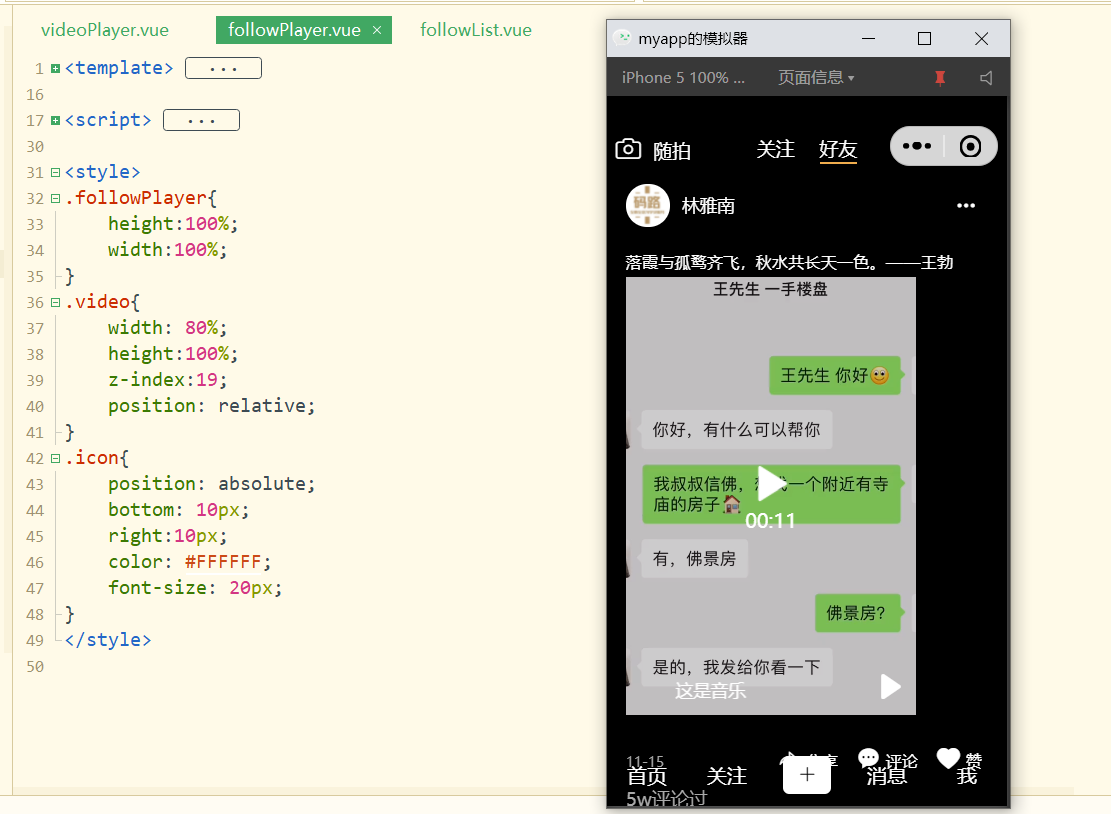 videoPlayer.vue followPlayer.vue × followList.vue
1 <template> ...
16
17 <script> ...
30
31 <style>
32 .followPlayer{
33 height:100%;
34 width:100%;
35 }
36 .video{
37 width: 80%;
38 height:100%;
39 z-index:19;
40 position: relative;
41 }
42 .icon{
43 position: absolute;
44 bottom: 10px;
45 right:10px;
46 color: #FFFFFF;
47 font-size: 20px;
48 }
49 </style>
50
myapp的模拟器
iPhone 5 100% ... 页面信息
随拍 关注 好友
码路
林雅南
落霞与孤鹜齐飞，秋水共长天一色。——王勃
王先生 一手楼盘
王先生 你好
你好，有什么可以帮你
我叔叔信佛，想找一个附近有寺
庙的房子
00:11
有，佛景房
佛景房?
是的，我发给你看一下
这是音乐
11-15 分享 评论 赞
首页 关注 + 消息 我
5w评论过